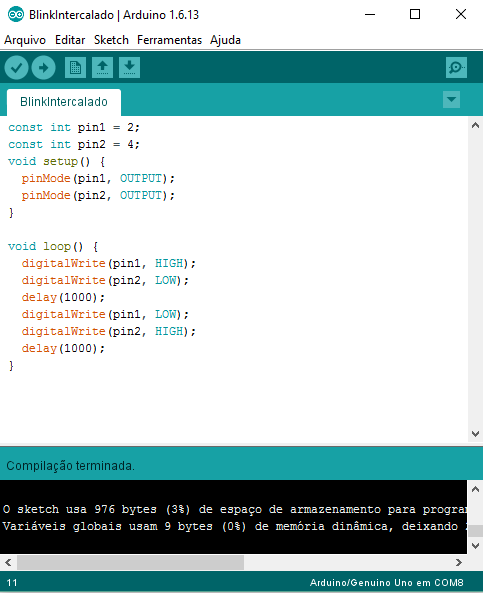 BlinkIntercalado | Arduino 1.6.13
Arquivo Editar Sketch Ferramentas Ajuda
BlinkIntercalado
const int pin1 = 2;
const int pin2 = 4;
void setup() {
  pinMode(pin1, OUTPUT);
  pinMode(pin2, OUTPUT);
}

void loop() {
  digitalWrite(pin1, HIGH);
  digitalWrite(pin2, LOW);
  delay(1000);
  digitalWrite(pin1, LOW);
  digitalWrite(pin2, HIGH);
  delay(1000);
}
Compilação terminada.
O sketch usa 976 bytes (3%) de espaço de armazenamento para program
Variáveis globais usam 9 bytes (0%) de memória dinâmica, deixando
11 Arduino/Genuino Uno em COM8